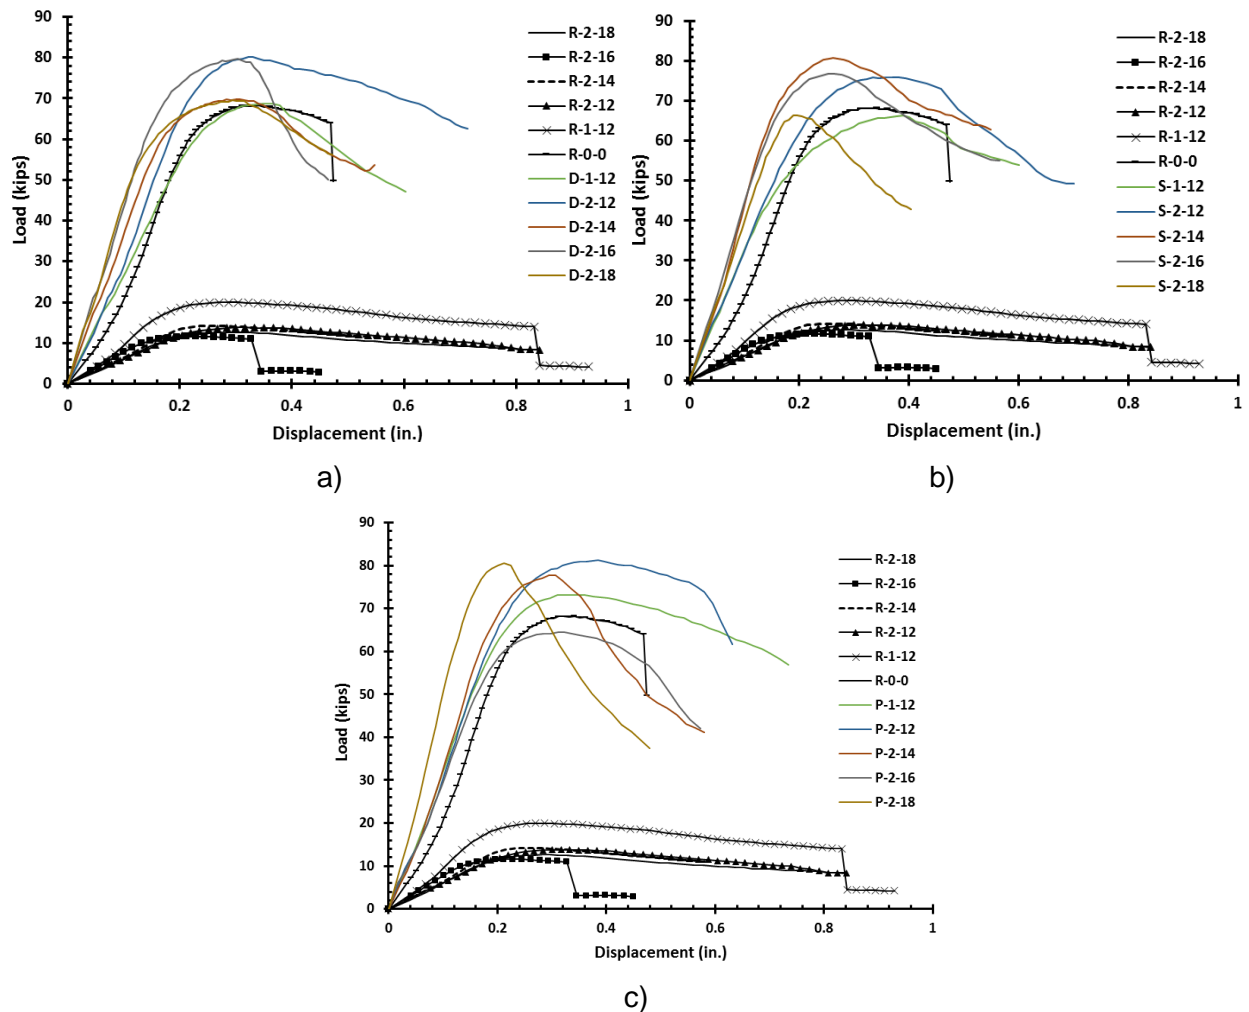 90
80
70
60
50
40
30
20
10
0
Load (kips)
0
0.2
0.4
0.6
0.8
1
Displacement (in.)
R-2-18
R-2-16
R-2-14
R-2-12
R-1-12
R-0-0
D-1-12
D-2-12
D-2-14
D-2-16
D-2-18
a)
90
80
70
60
50
40
30
20
10
0
Load (kips)
0
0.2
0.4
0.6
0.8
1
Displacement (in.)
R-2-18
R-2-16
R-2-14
R-2-12
R-1-12
R-0-0
S-1-12
S-2-12
S-2-14
S-2-16
S-2-18
b)
90
80
70
60
50
40
30
20
10
0
Load (kips)
0
0.2
0.4
0.6
0.8
1
Displacement (in.)
R-2-18
R-2-16
R-2-14
R-2-12
R-1-12
R-0-0
P-1-12
P-2-12
P-2-14
P-2-16
P-2-18
c)